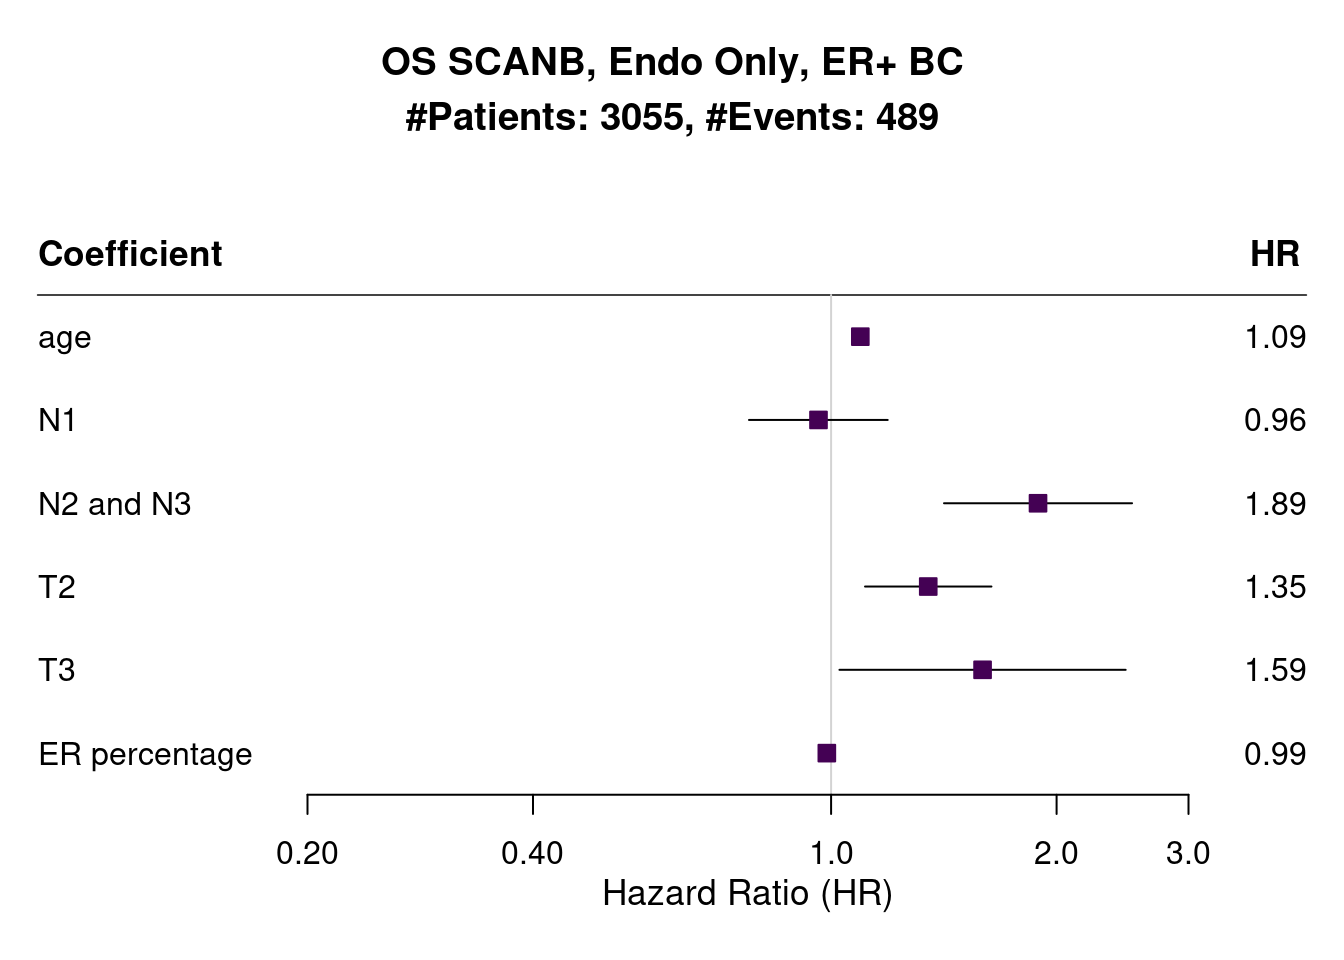 OS SCANB, Endo Only, ER+ BC
#Patients: 3055, #Events: 489
Coefficient HR
age 1.09
N1 0.96
N2 and N3 1.89
T2 1.35
T3 1.59
ER percentage 0.99
0.20 0.40 1.0 2.0 3.0
Hazard Ratio (HR)